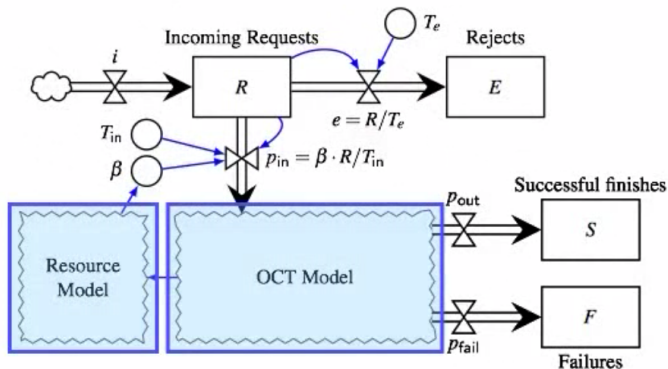 Incoming Requests
T_e
Rejects
i
R
E
e = R/T_e
T_in
p_in = β · R/T_in
β
Successful finishes
p_out
S
Resource
Model
OCT Model
F
p_fail
Failures